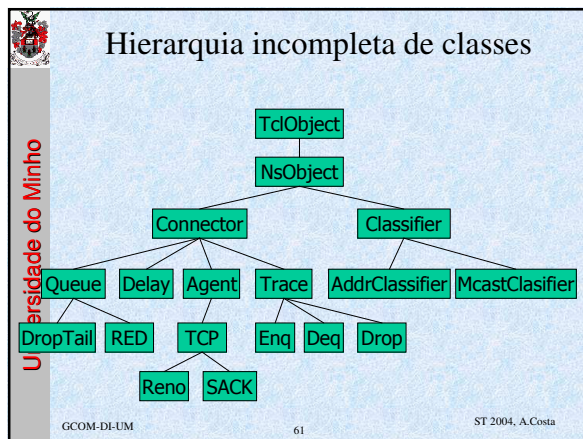 Hierarquia incompleta de classes
Universidade do Minho
TclObject
NsObject
Connector Classifier
Queue Delay Agent Trace AddrClassifier McastClasifier
DropTail RED TCP Enq Deq Drop
Reno SACK
GCOM-DI-UM 61 ST 2004, A.Costa